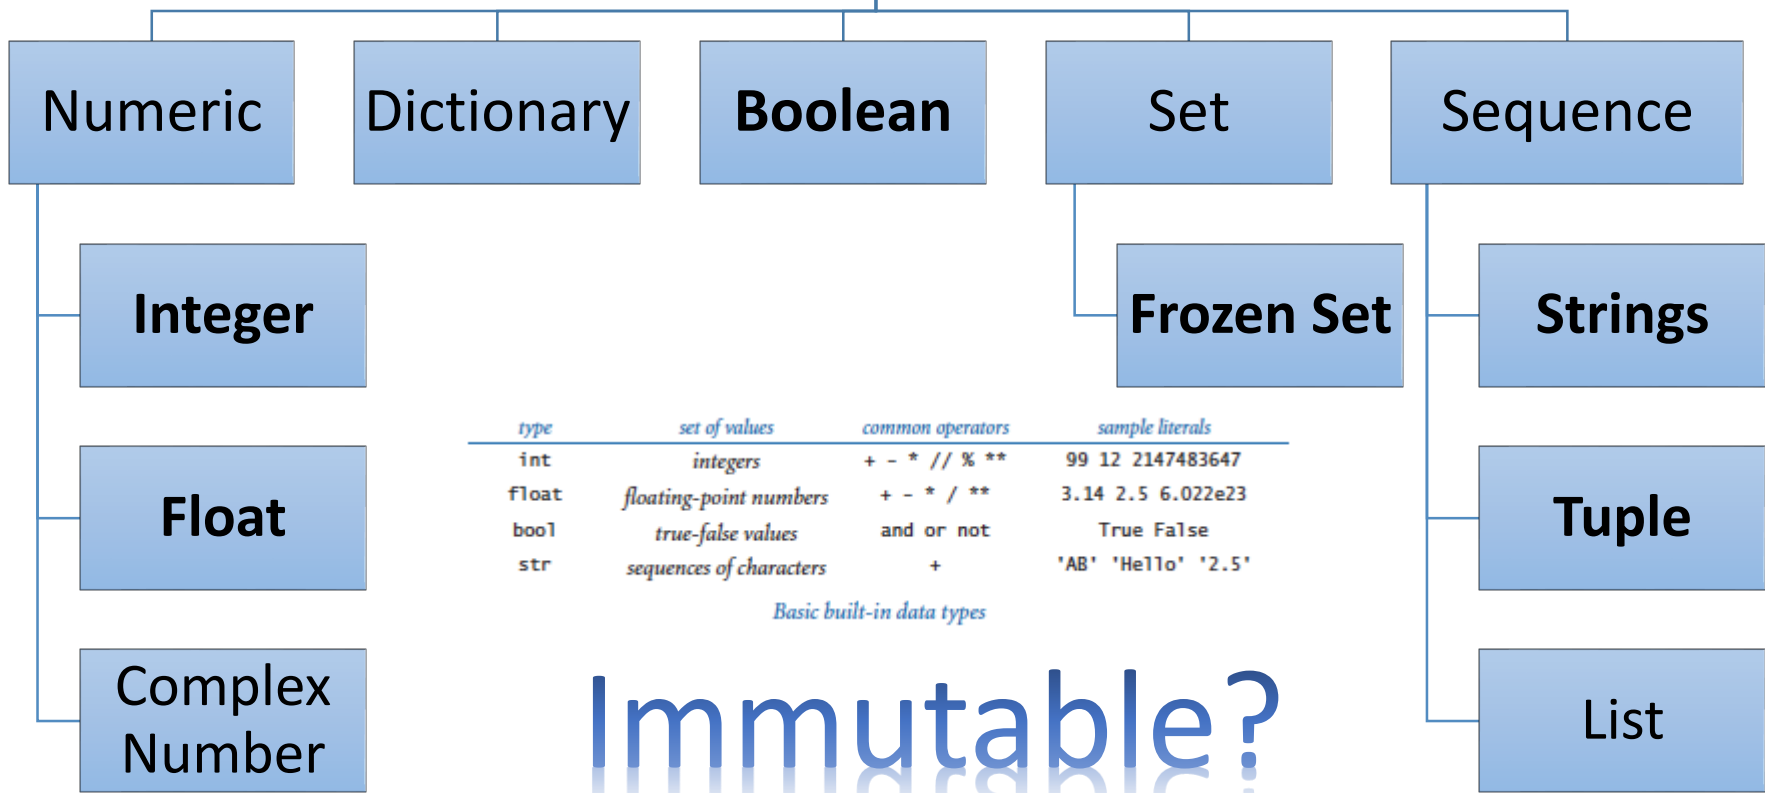 Numeric
Dictionary
Boolean
Set
Sequence
Integer
Frozen Set
Strings
type set of values common operators sample literals
int integers + - * // % ** 99 12 2147483647
float floating-point numbers + - * / ** 3.14 2.5 6.022e23
bool true-false values and or not True False
str sequences of characters + 'AB' 'Hello' '2.5'
Basic built-in data types
Float
Tuple
Complex
Number
Immutable?
List